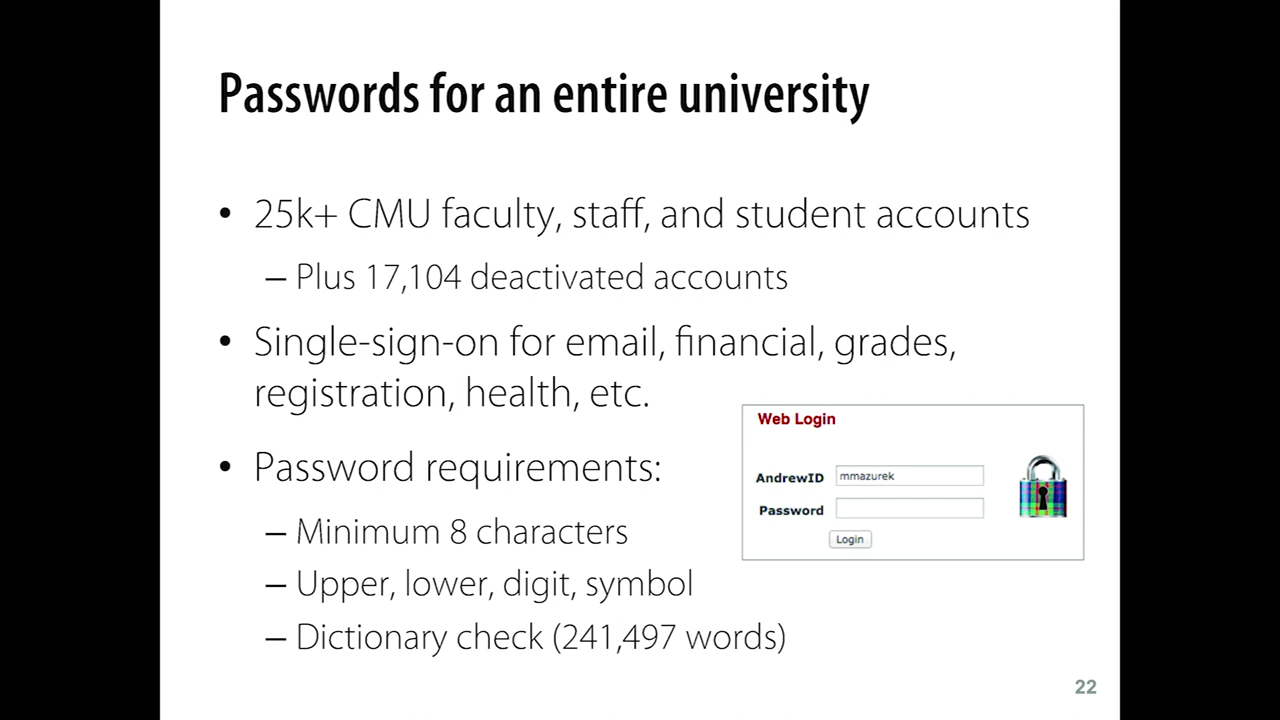 Passwords for an entire university
• 25k+ CMU faculty, staff, and student accounts
– Plus 17,104 deactivated accounts
• Single-sign-on for email, financial, grades,
registration, health, etc.
• Password requirements:
– Minimum 8 characters
– Upper, lower, digit, symbol
– Dictionary check (241,497 words)
Web Login
AndrewID mmazurek
Password
Login
22